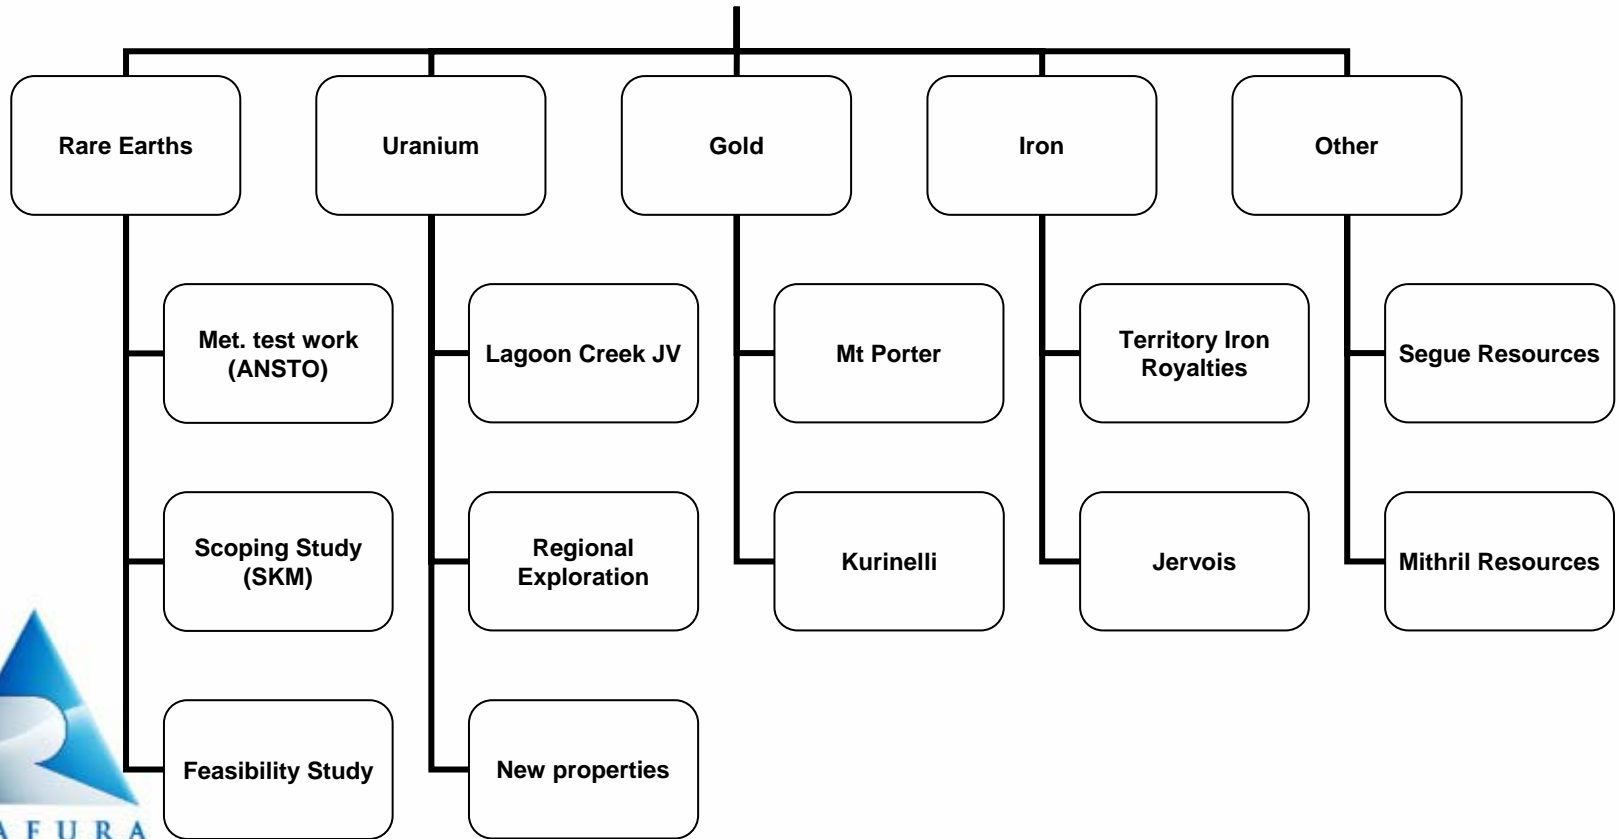 Rare Earths
Uranium
Gold
Iron
Other
Met. test work
(ANSTO)
Lagoon Creek JV
Mt Porter
Territory Iron
Royalties
Segue Resources
Scoping Study
(SKM)
Regional
Exploration
Kurinelli
Jervois
Mithril Resources
Feasibility Study
New properties
AFURA